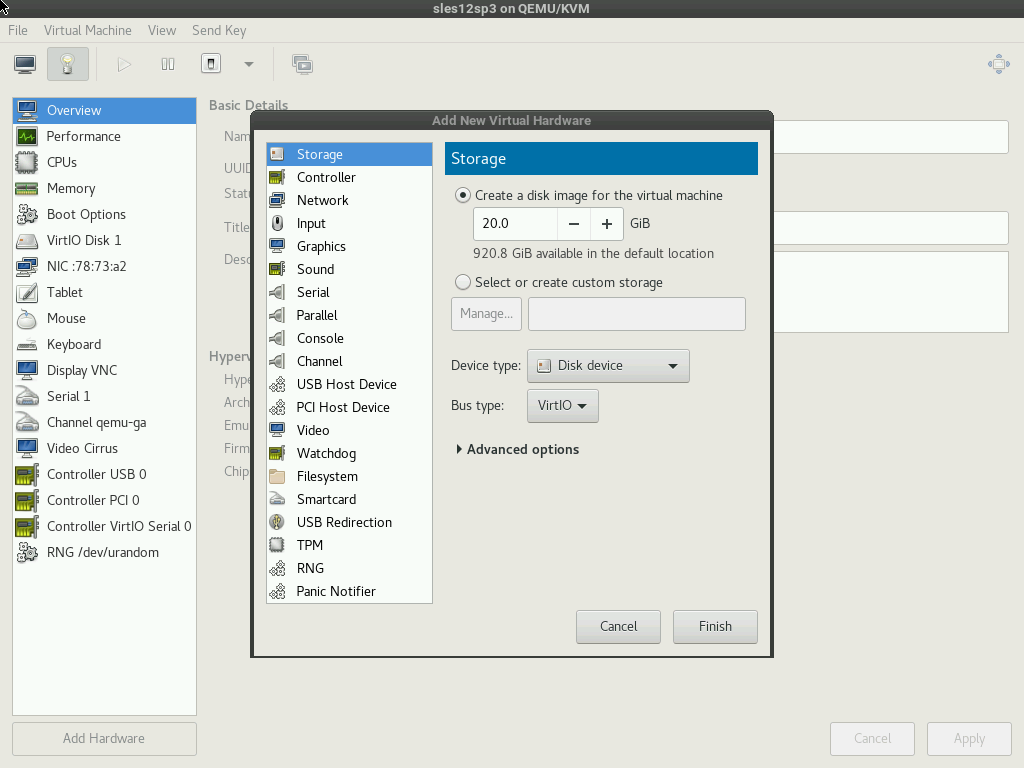 sles12sp3 on QEMU/KVM
File Virtual Machine View Send Key
Overview
Performance
CPUs
Memory
Boot Options
VirtIO Disk 1
NIC :78:73:a2
Tablet
Mouse
Keyboard
Display VNC
Serial 1
Channel qemu-ga
Video Cirrus
Controller USB 0
Controller PCI 0
Controller VirtIO Serial 0
RNG /dev/urandom
Add Hardware
Basic Details
Nam
UUID
Statu
Title
Desc
Hyperv
Hype
Arch
Emu
Firm
Chip
Add New Virtual Hardware
Storage
Controller
Network
Input
Graphics
Sound
Serial
Parallel
Console
Channel
USB Host Device
PCI Host Device
Video
Watchdog
Filesystem
Smartcard
USB Redirection
TPM
RNG
Panic Notifier
Storage
Create a disk image for the virtual machine
20.0 − + GiB
920.8 GiB available in the default location
Select or create custom storage
Manage...
Device type: Disk device
Bus type: VirtIO
Advanced options
Cancel Finish
Cancel Apply